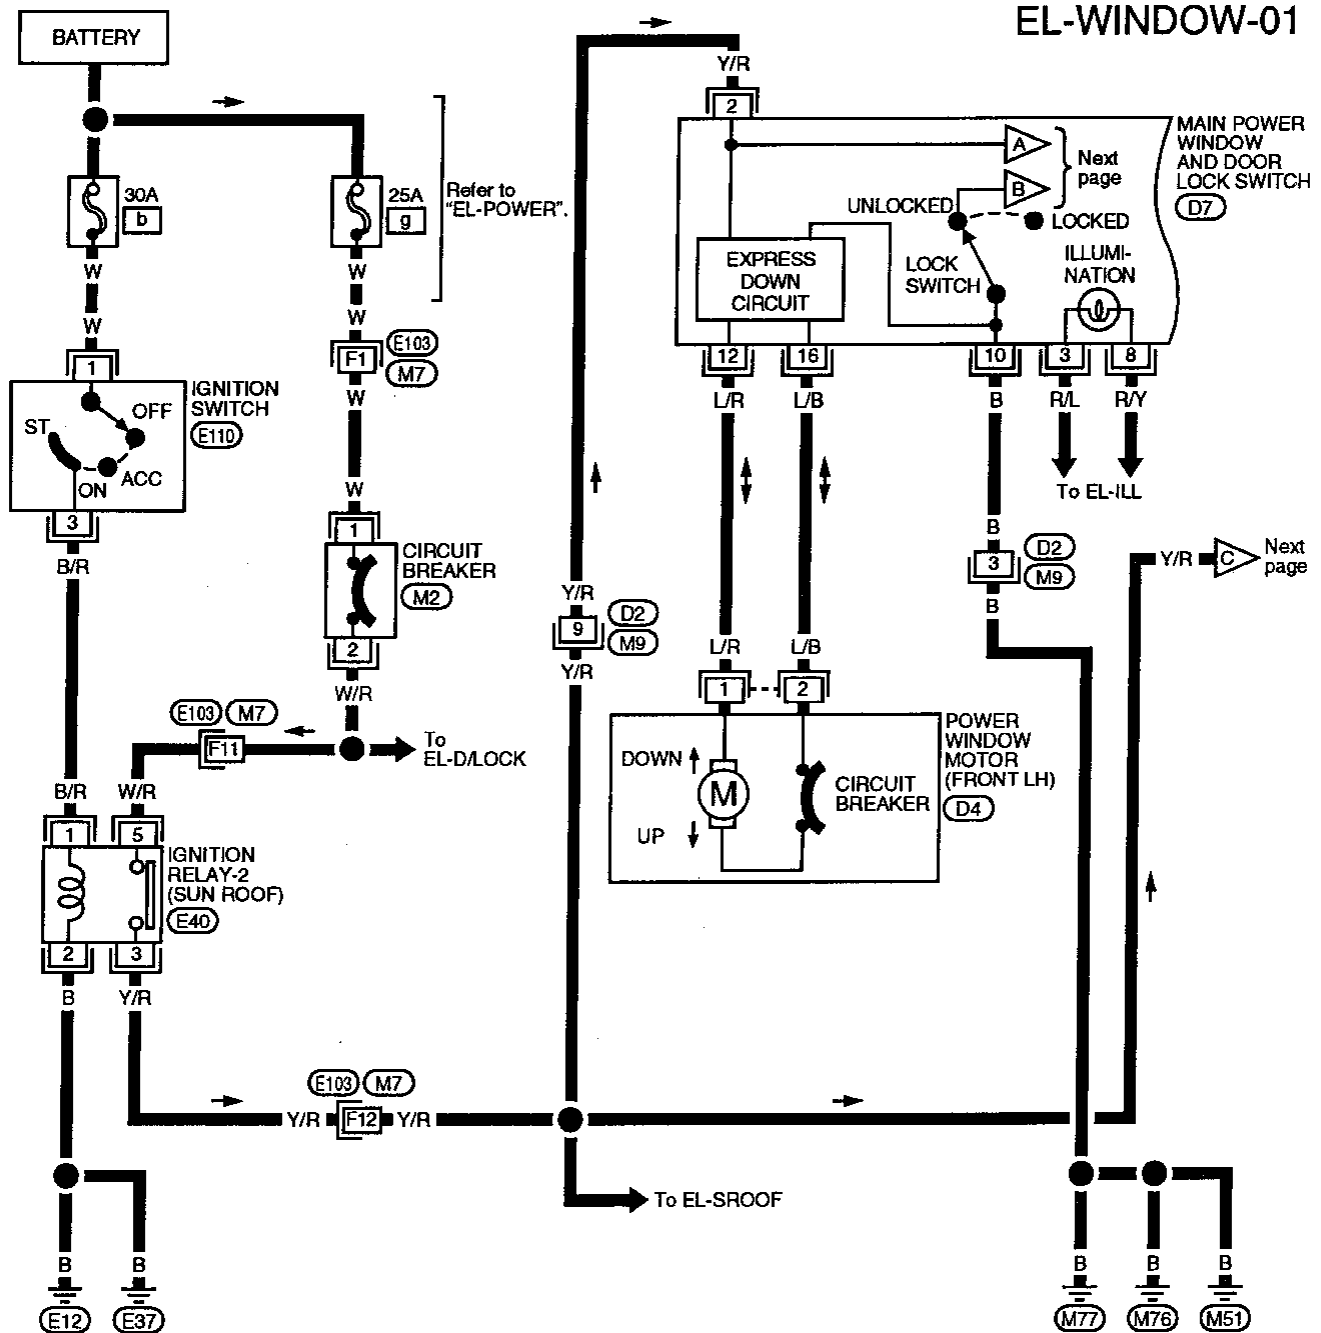 EL-WINDOW-01
BATTERY
30A
b
25A
g
Refer to
"EL-POWER".
W
W
W
W
F1
E103
M7
W
W
1
IGNITION
SWITCH
E110
OFF
ST
ACC
ON
3
B/R
1
CIRCUIT
BREAKER
M2
2
W/R
E103
M7
F11
To
EL-D/LOCK
B/R
W/R
1
5
IGNITION
RELAY-2
(SUN ROOF)
E40
2
3
B
Y/R
E103
M7
Y/R
F12
Y/R
To EL-SROOF
B
B
E12
E37
Y/R
2
MAIN POWER
WINDOW
AND DOOR
LOCK SWITCH
D7
A
B
Next
page
UNLOCKED
LOCKED
LOCK
SWITCH
ILLUMI-
NATION
EXPRESS
DOWN
CIRCUIT
12
16
10
3
8
L/R
L/B
B
R/L
R/Y
To EL-ILL
Y/R
9
D2
M9
Y/R
B
3
D2
M9
B
Y/R
C
Next
page
L/R
L/B
1
2
POWER
WINDOW
MOTOR
(FRONT LH)
D4
DOWN
M
UP
CIRCUIT
BREAKER
B
B
B
M77
M76
M51